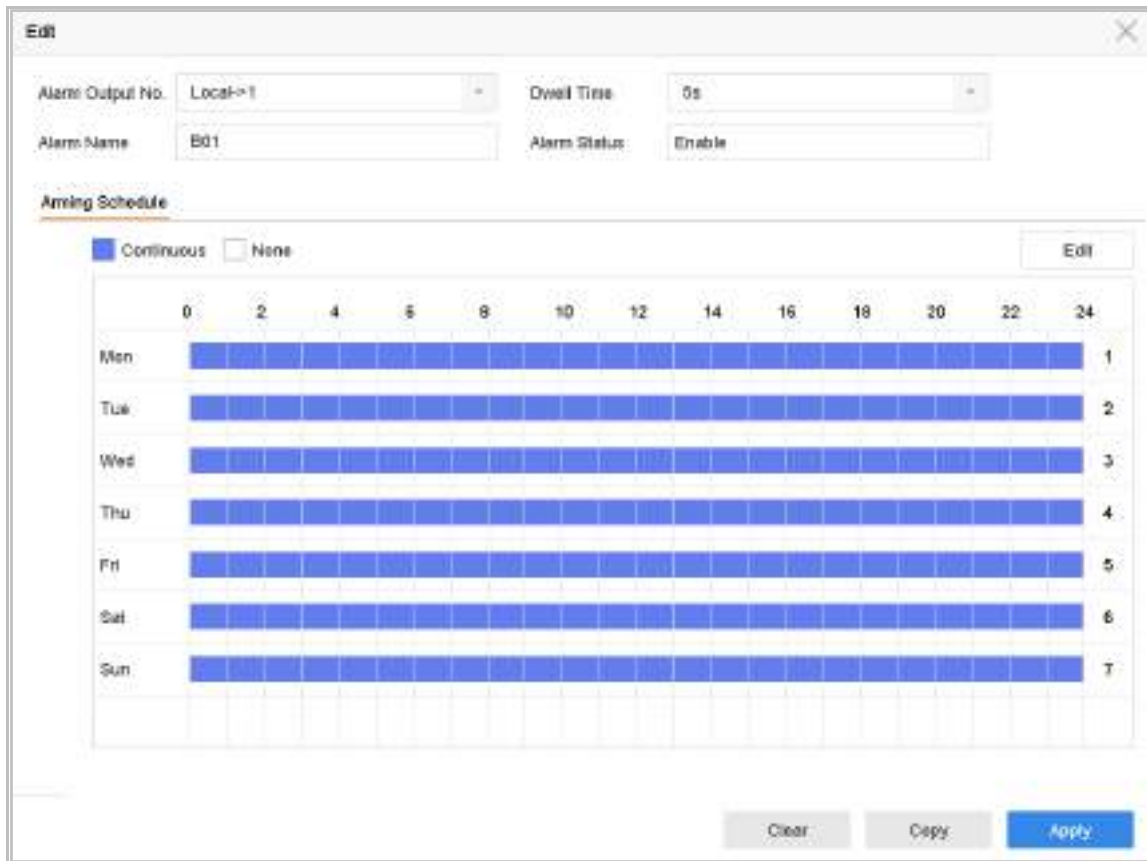 Edit
Alarm Output No. Local->1 Dwell Time 5s
Alarm Name B01 Alarm Status Enable
Arming Schedule
Continuous None Edit
0 2 4 6 8 10 12 14 16 18 20 22 24
Mon 1
Tue 2
Wed 3
Thu 4
Fri 5
Sat 6
Sun 7
Clear Copy Apply